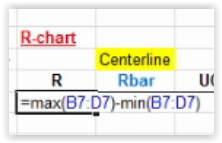 R-chart
Centerline
R Rbar
=max(B7:D7)-min(B7:D7)